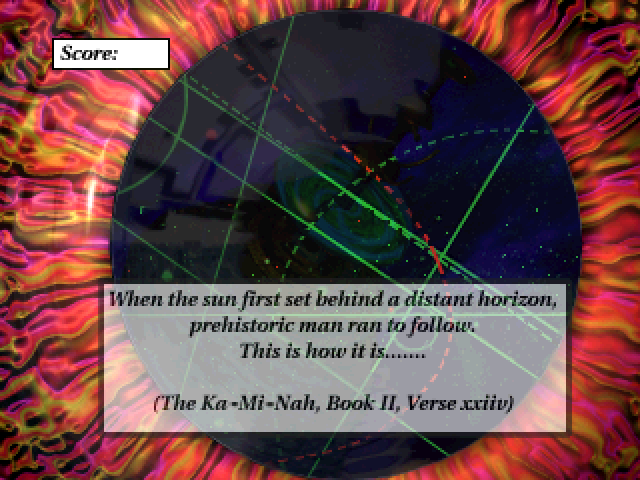 Score:
When the sun first set behind a distant horizon,
prehistoric man ran to follow.
This is how it is.......
(The Ka-Mi-Nah, Book II, Verse xxiiv)